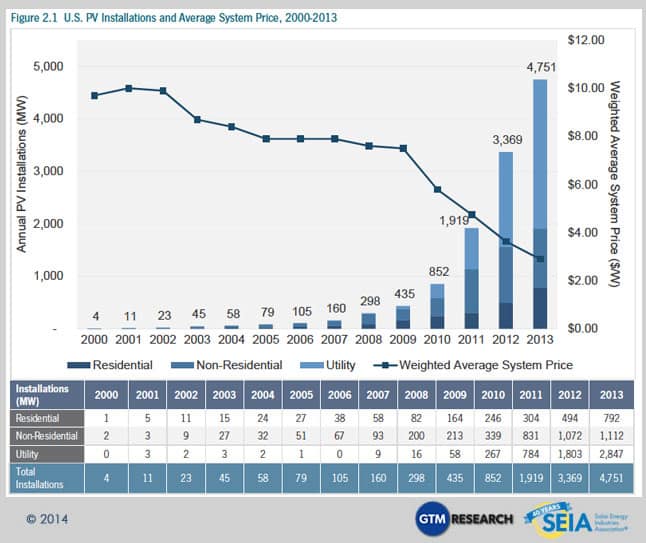 Figure 2.1 U.S. PV Installations and Average System Price, 2000-2013
Annual PV Installations (MW)
5,000
4,000
3,000
2,000
1,000
-
$12.00
$10.00
$8.00
$6.00
$4.00
$2.00
$0.00
Weighted Average System Price ($/W)
4 11 23 45 58 79 105 160 298 435 852 1,919 3,369 4,751
2000 2001 2002 2003 2004 2005 2006 2007 2008 2009 2010 2011 2012 2013
Residential Non-Residential Utility Weighted Average System Price
Installations (MW) 2000 2001 2002 2003 2004 2005 2006 2007 2008 2009 2010 2011 2012 2013
Residential 1 5 11 15 24 27 38 58 82 164 246 304 494 792
Non-Residential 2 3 9 27 32 51 67 93 200 213 339 831 1,072 1,112
Utility 0 3 2 3 2 1 0 9 16 58 267 784 1,803 2,847
Total Installations 4 11 23 45 58 79 105 160 298 435 852 1,919 3,369 4,751
© 2014
GTM RESEARCH
40 YEARS
SEIA
Solar Energy
Industries
Association®